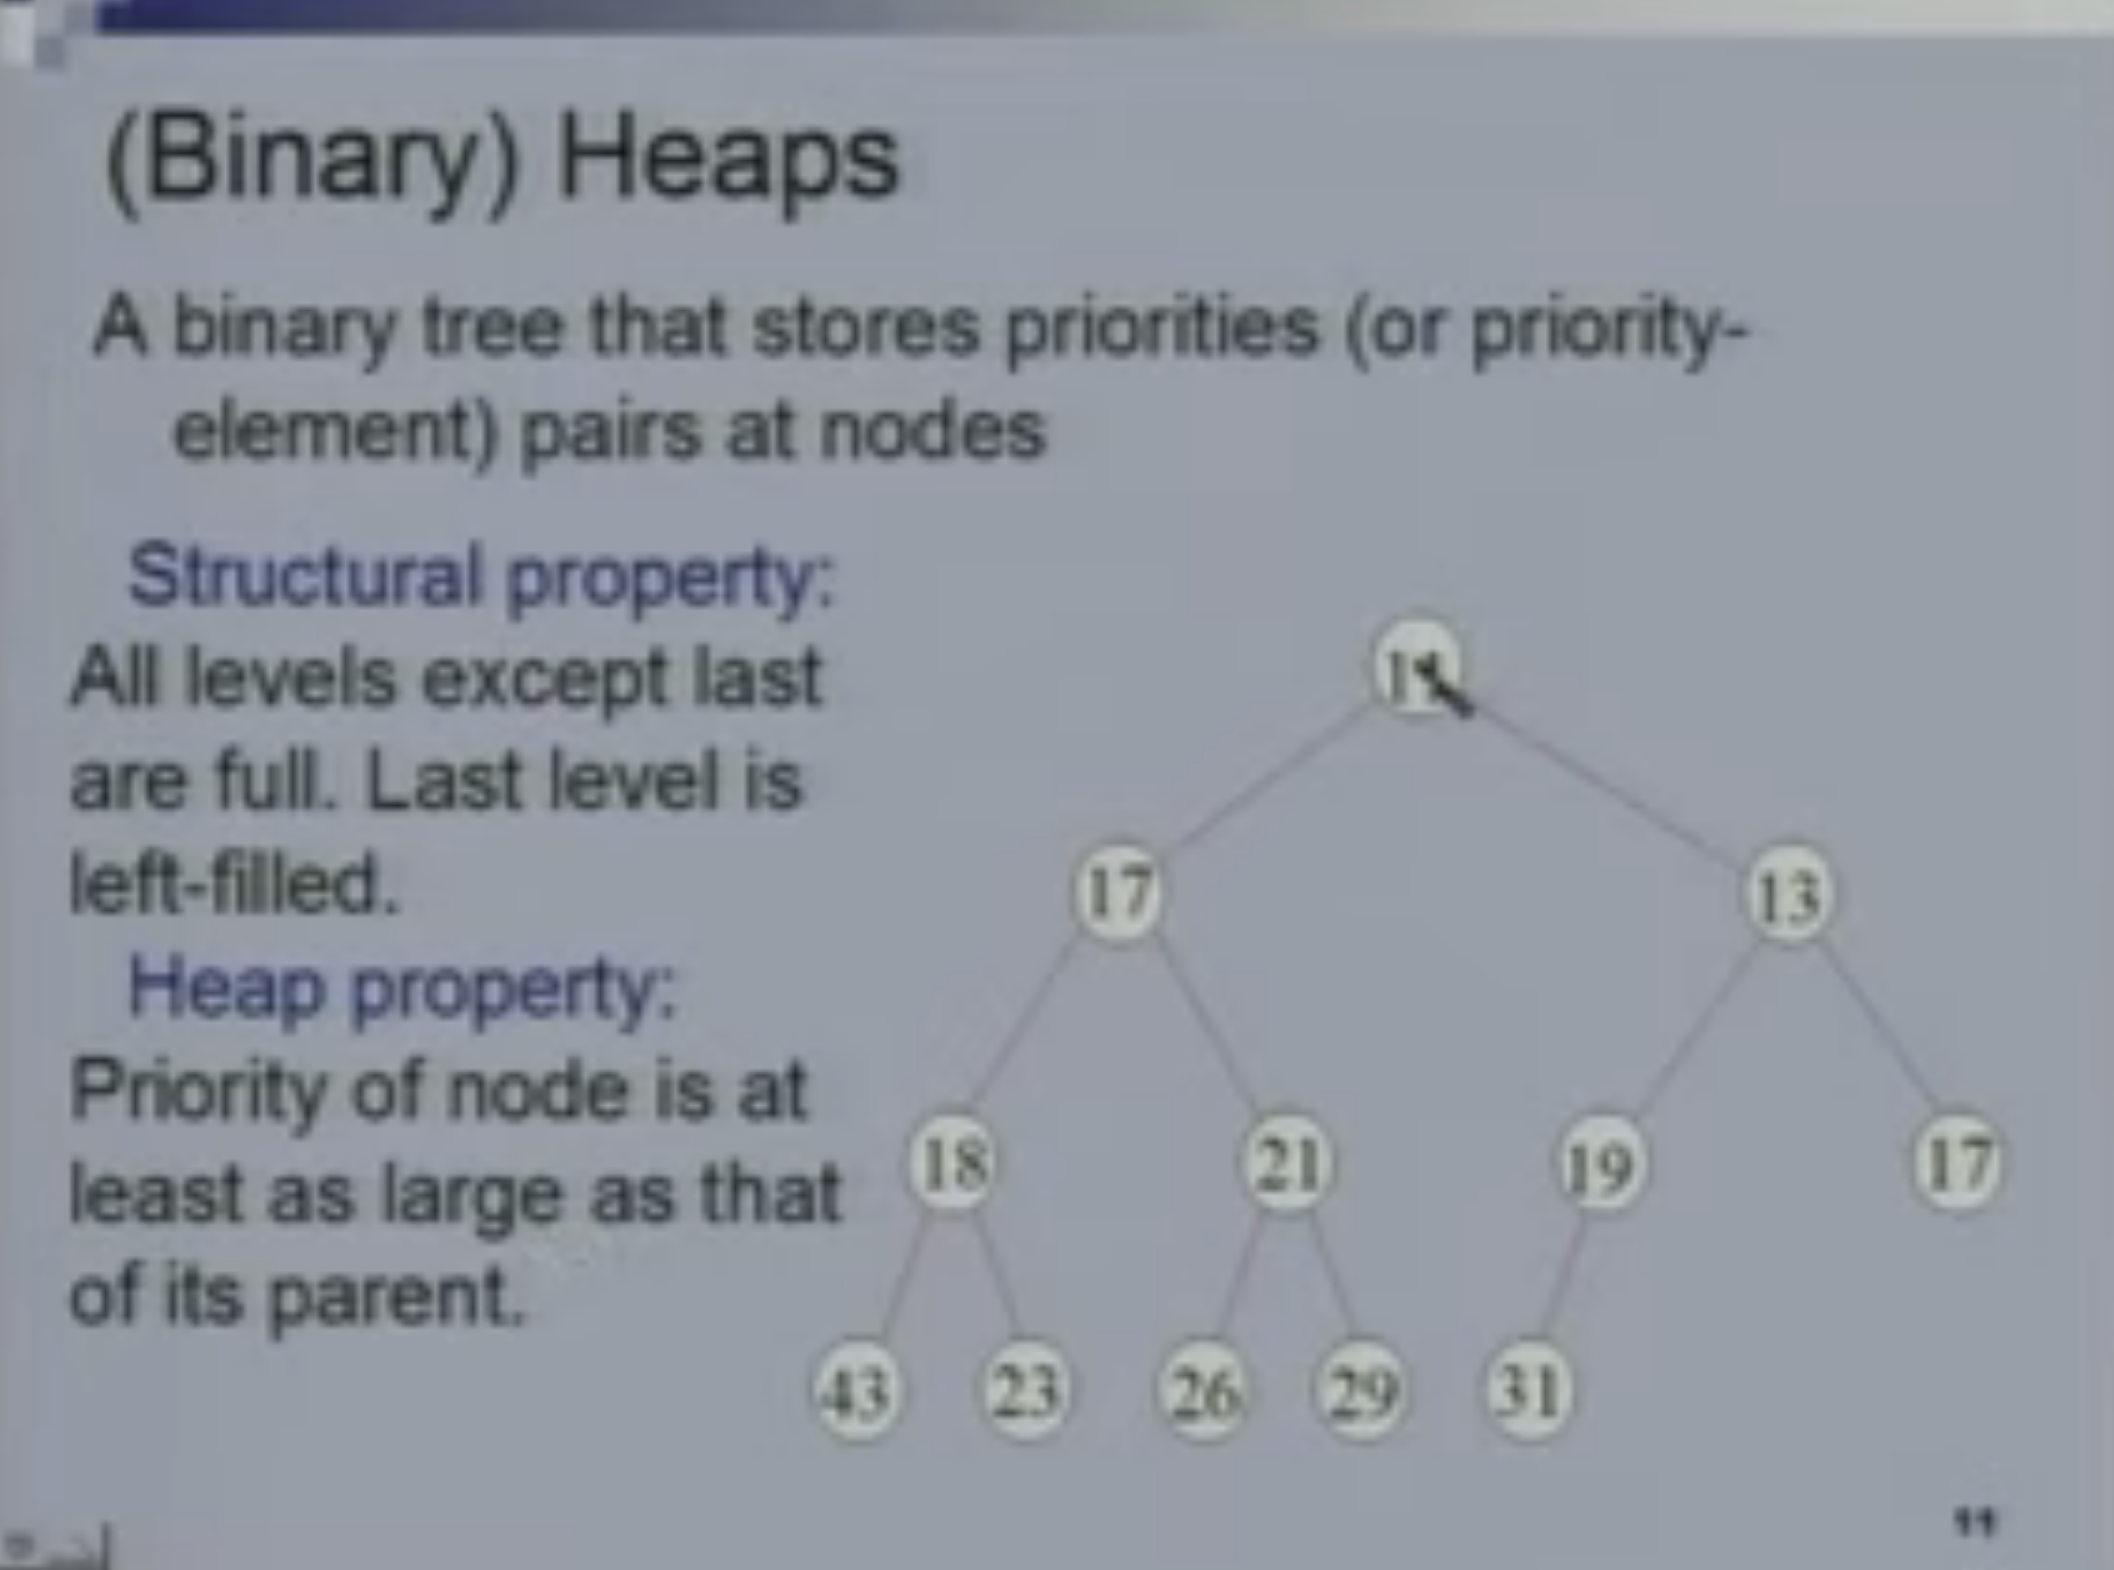 (Binary) Heaps
A binary tree that stores priorities (or priority-
element) pairs at nodes
Structural property:
All levels except last
are full. Last level is
left-filled.
Heap property:
Priority of node is at
least as large as that
of its parent.
17 13
18 21 19 17
43 23 26 29 31
11